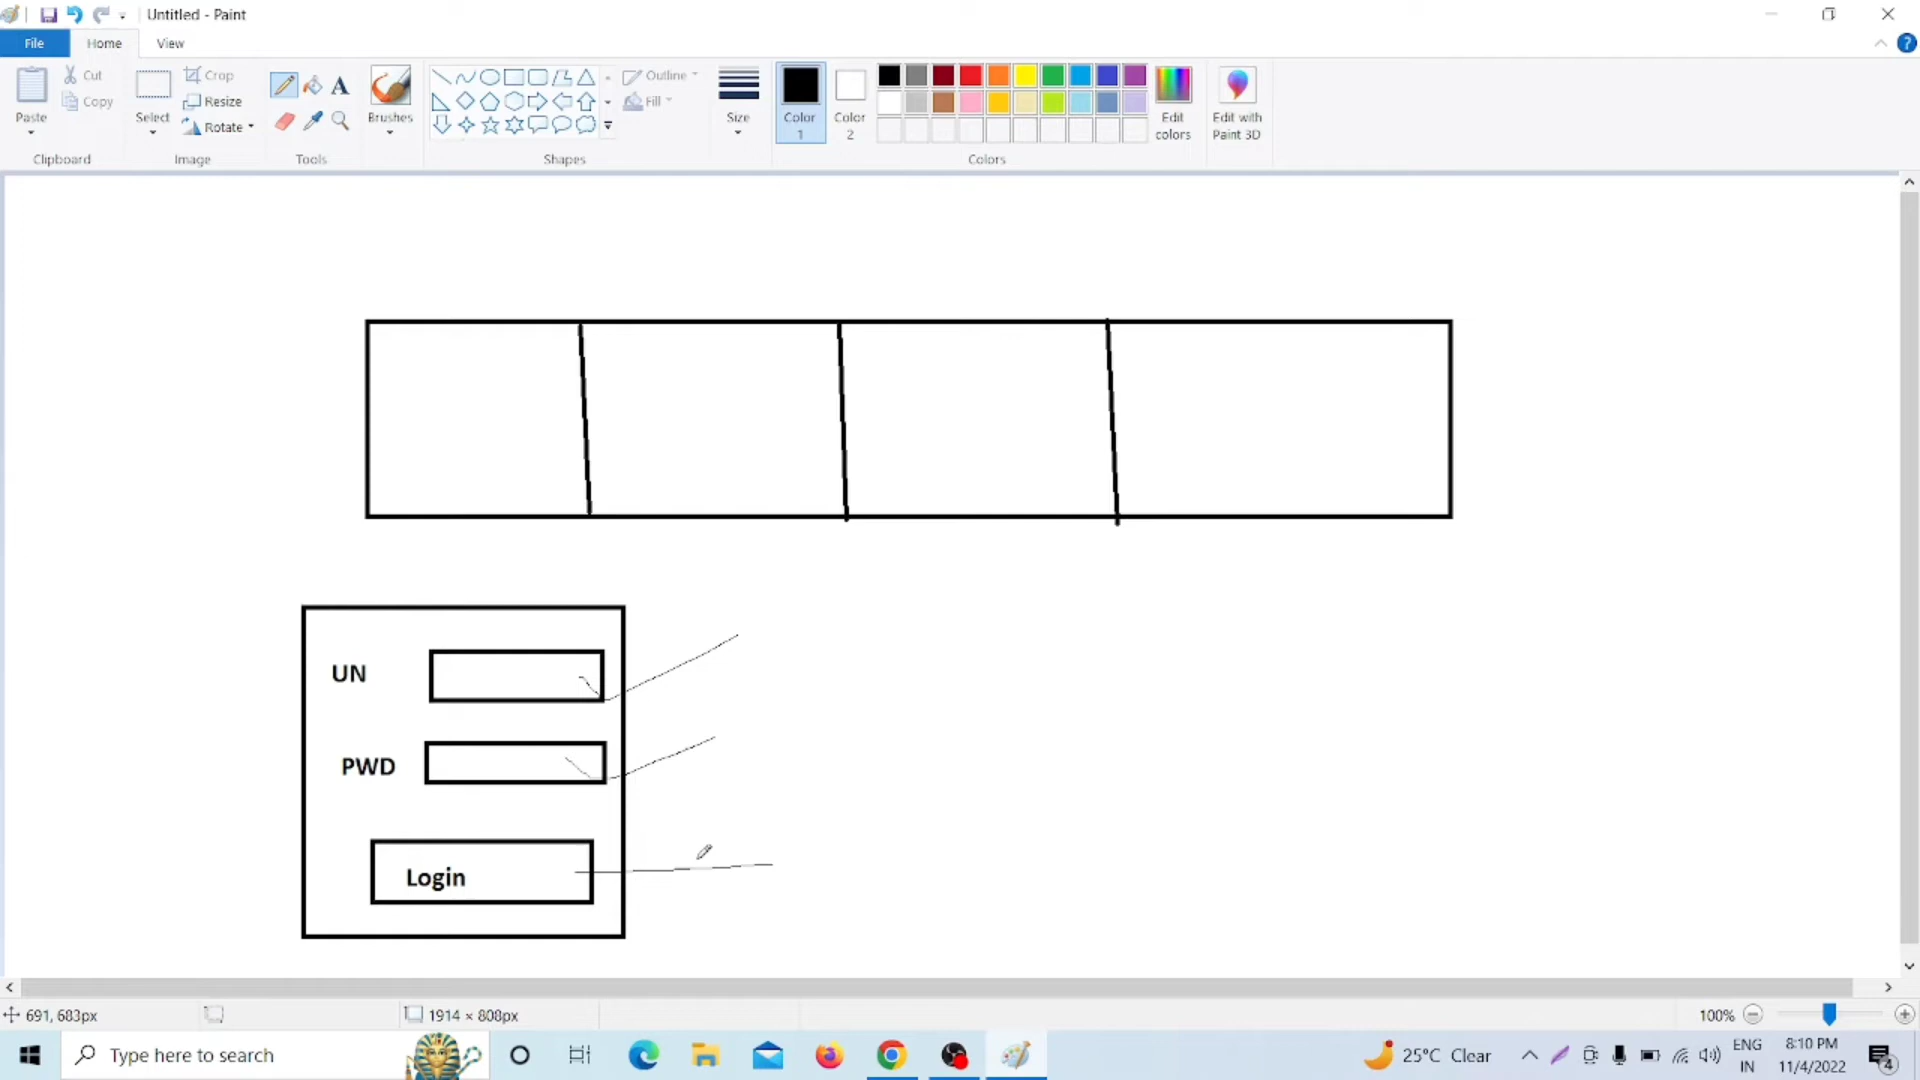 Untitled - Paint
File Home View
Paste
Cut
Copy
Clipboard
Select
Crop
Resize
Rotate
Image
A
Tools
Brushes
Shapes
Outline
Fill
Size
Color 1
Color 2
Edit colors
Colors
Edit with Paint 3D
?
UN
PWD
Login
691, 683px
1914 × 808px
100%
Type here to search
25°C Clear
ENG
IN
8:10 PM
11/4/2022
4